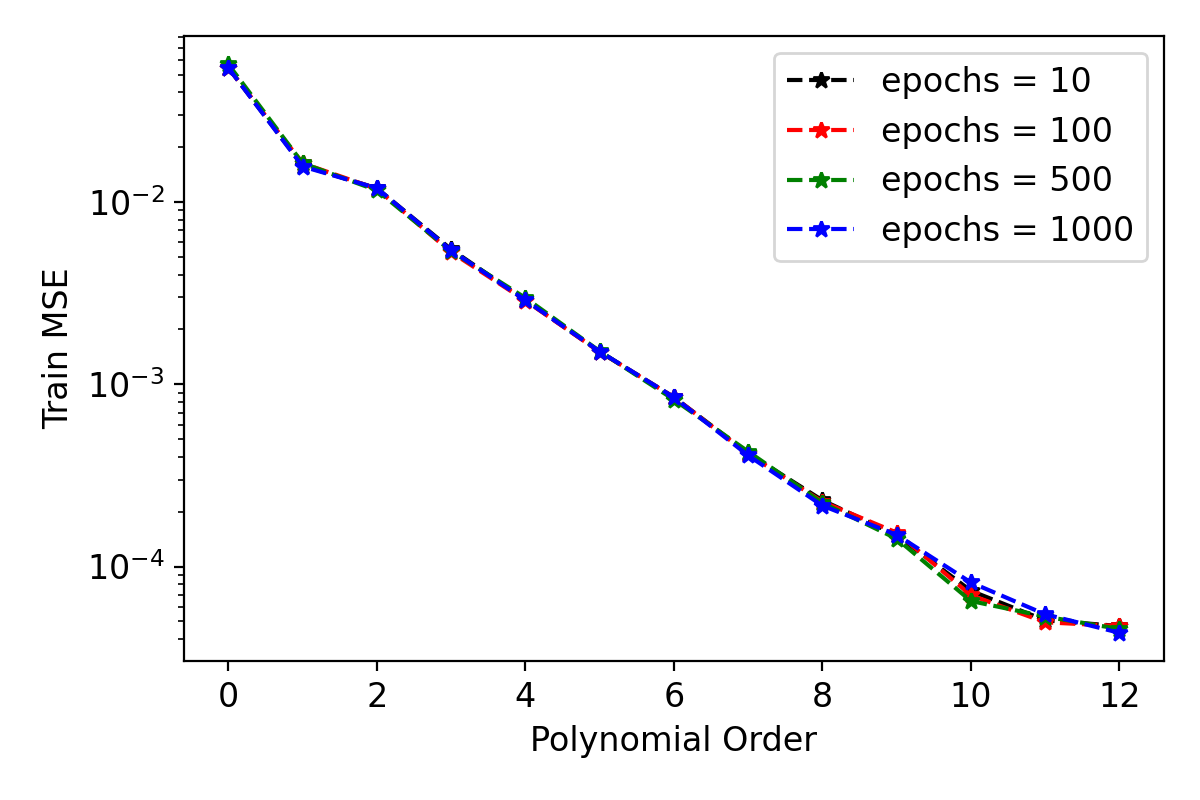 epochs = 10
epochs = 100
epochs = 500
epochs = 1000
Train MSE
10⁻²
10⁻³
10⁻⁴
0 2 4 6 8 10 12
Polynomial Order